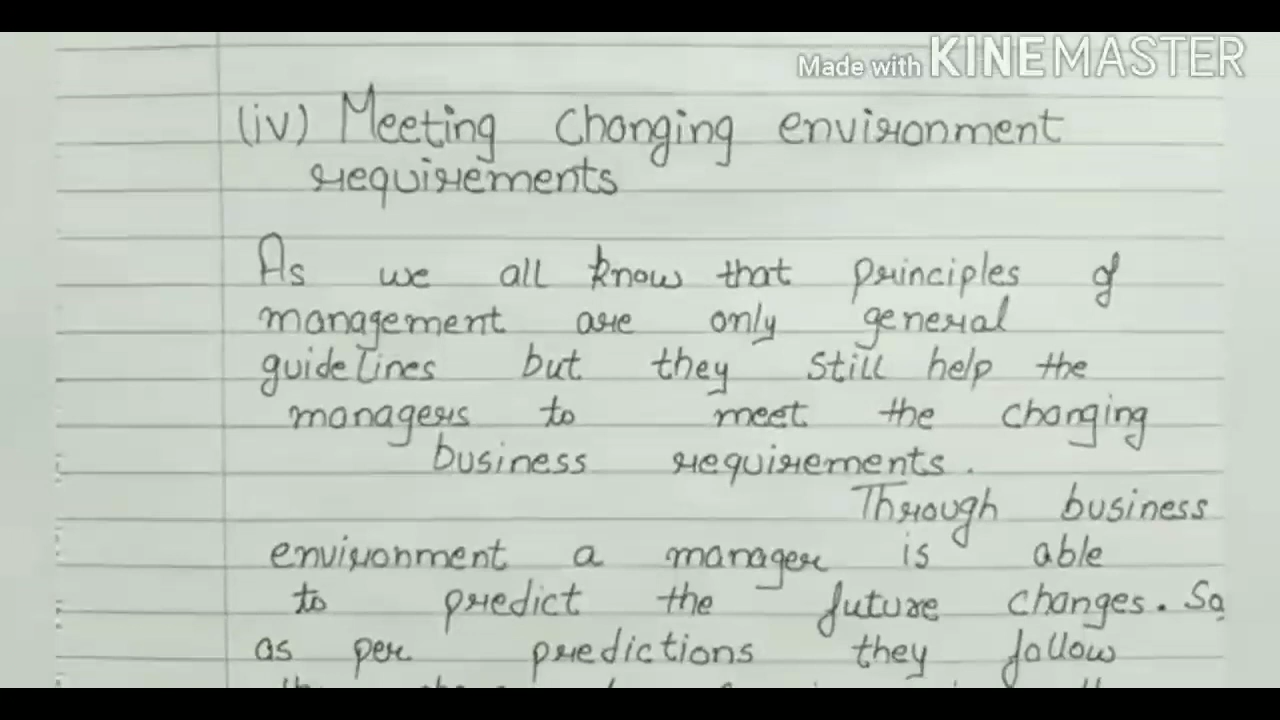 Made with KINEMASTER
(iv) Meeting Changing environment
requirements
As we all know that principles of
management are only general
guidelines but they still help the
managers to meet the changing
business requirements.
Through business
environment a manager is able
to predict the future changes. So
as per predictions they follow